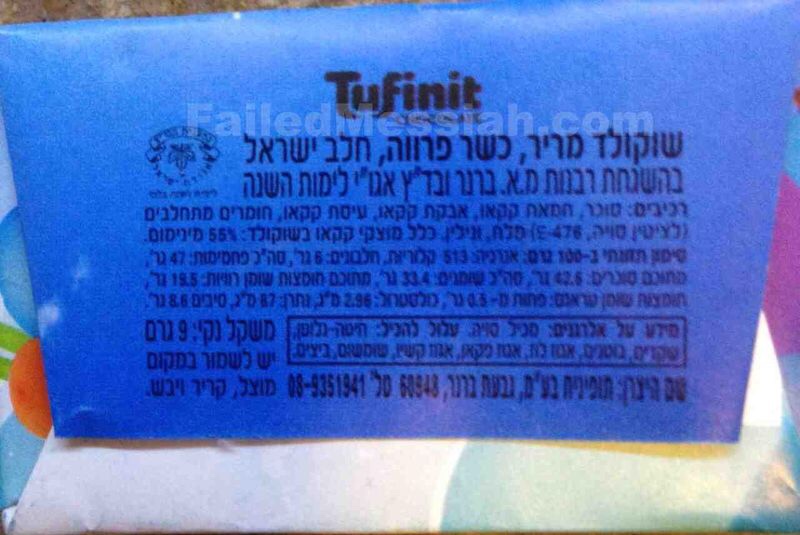 Tufinit
FailedMessiah.com
שוקולד מריר, כשר פרווה, חלב ישראל
בהשגחת רבנות מ.א. ברנר ובד"ץ אגו"י לימות השנה
רכיבים: סוכר, חמאת קקאו, אבקת קקאו, עיסת קקאו, חומרים מתחלבים
(לציטין סויה, E-476) מלח, ונילין. כלל מוצקי קקאו בשוקולד: 55% מינימום.
סימון תזונתי ב-100 גרם: אנרגיה: 513 קלוריות, חלבונים: 6 גר', סה"כ פחמימות: 47 גר',
מתוכם סוכרים: 42.6 גר', סה"כ שומנים: 33.4 גר', מתוכם חומצות שומן רוויות: 19.5 גר',
חומצות שומן טראנס: פחות מ- 0.5 גר', כולסטרול: 2.96 מ"ג, נתרן: 87 מ"ג, סיבים 8.6 גר',
מידע על אלרגנים: מכיל סויה. עלול להכיל: חיטה-גלוטן,
שקדים, בוטנים, אגוז לוז, אגוז פקאן, אגוז קשיו, שומשום, ביצים.
משקל נקי: 9 גרם
יש לשמור במקום
מוצל, קריר ויבש.
שם היצרן: תופינית בע"מ, גבעת ברנר, 60948 טל' 08-9351941